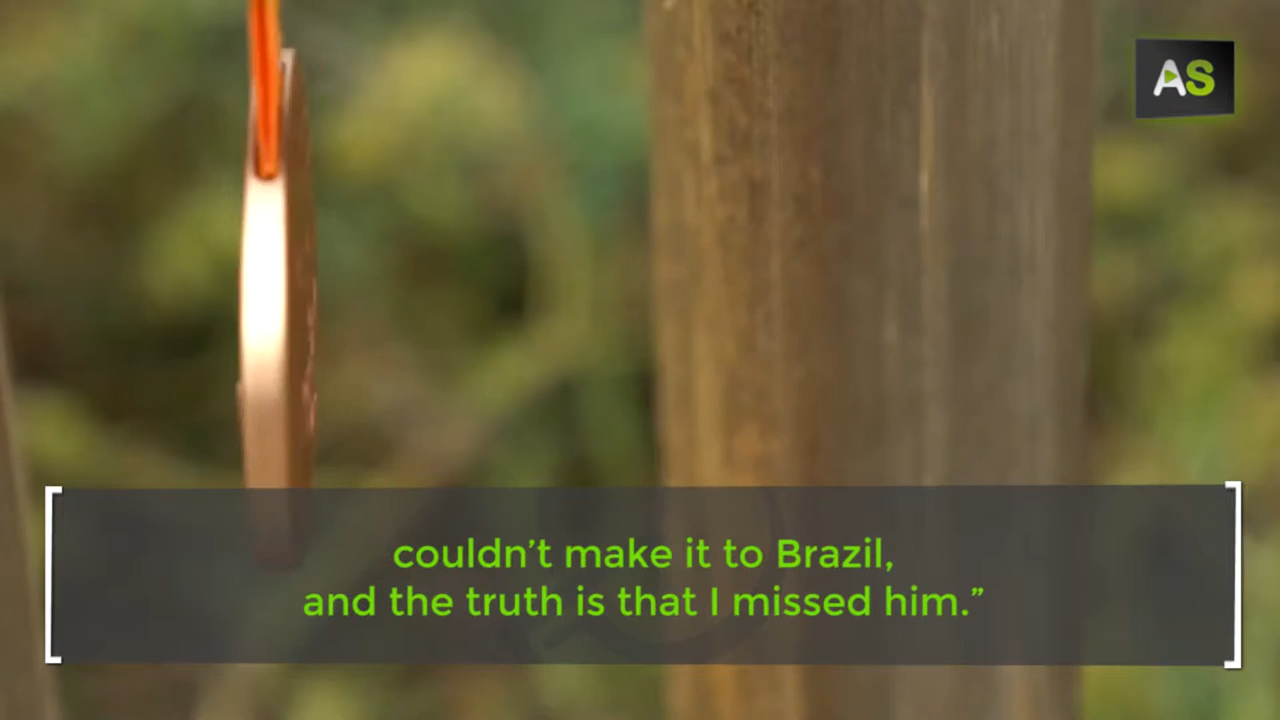 AS
couldn’t make it to Brazil,
and the truth is that I missed him.”